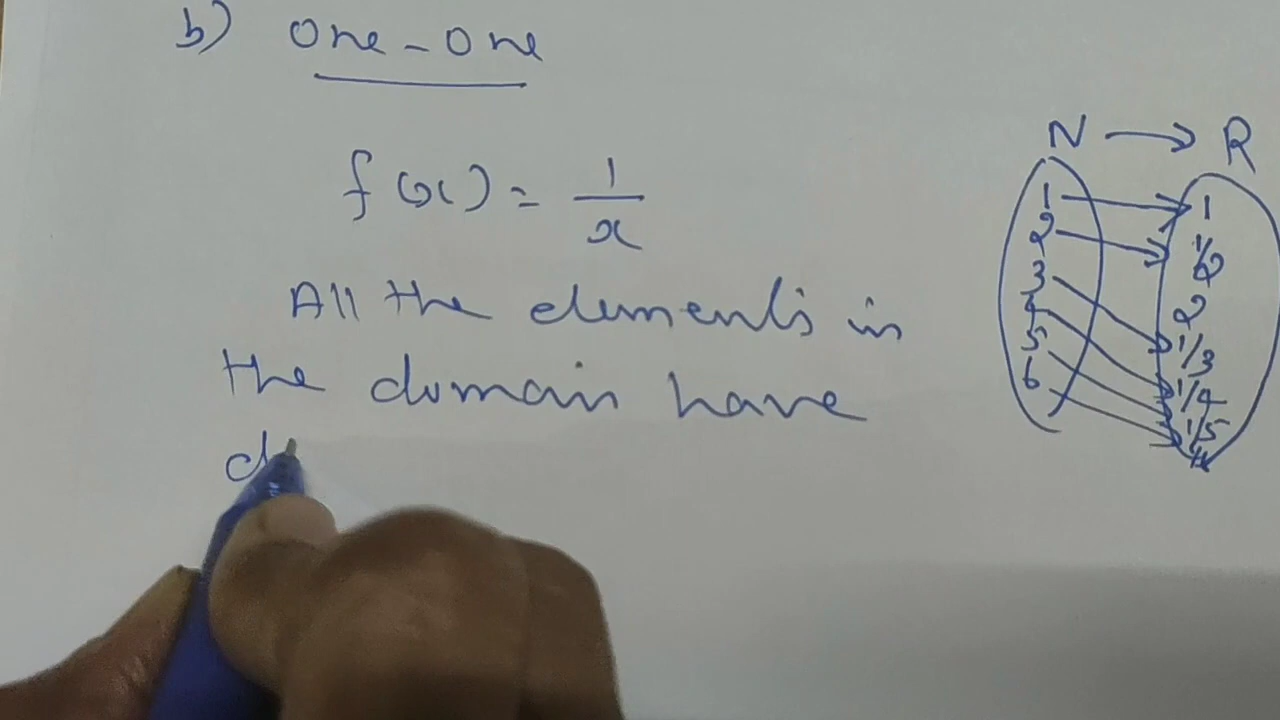 b) One-One
f(x) = 1/x
All the elements in
the domain have
N → R
1 1
2 1/2
3 2
4 1/3
5 1/4
6 1/5